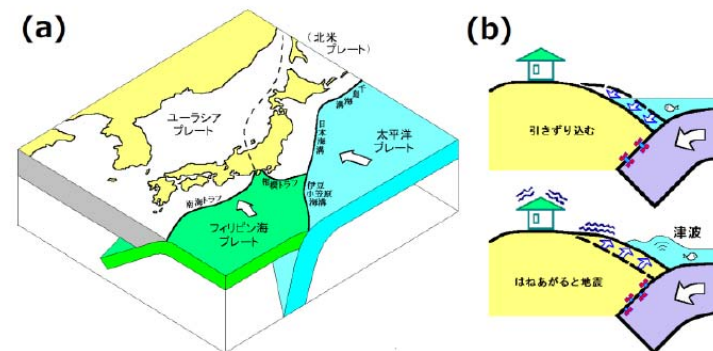 (a)
(北米
プレート)
ユーラシア
プレート
千島海溝
日本海溝
太平洋
プレート
相模トラフ
伊豆
小笠原
海溝
南海トラフ
フィリピン海
プレート
(b)
引きずり込む
津波
はねあがると地震